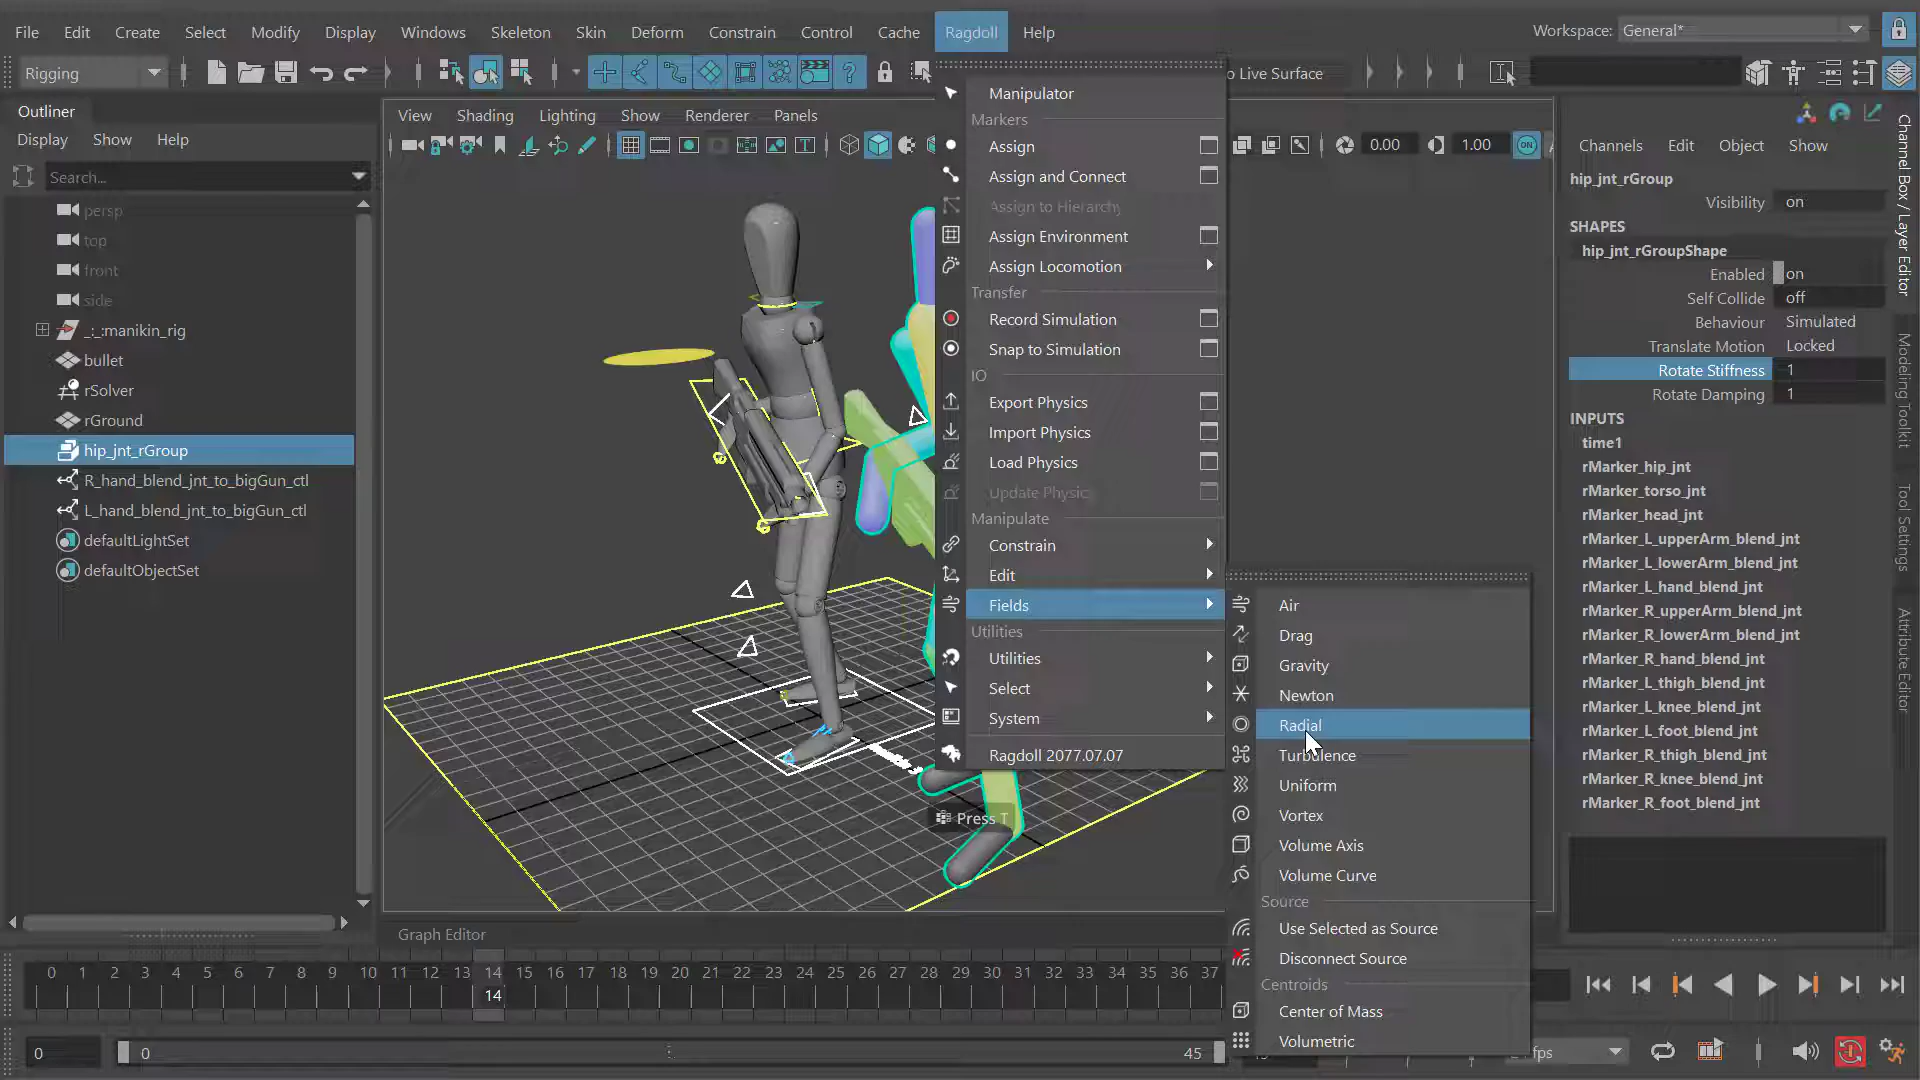 File Edit Create Select Modify Display Windows Skeleton Skin Deform Constrain Control Cache Ragdoll Help
Workspace: General*
Rigging
o Live Surface
Outliner
Display Show Help
Search...
persp
top
front
side
_:_:manikin_rig
bullet
rSolver
rGround
hip_jnt_rGroup
R_hand_blend_jnt_to_bigGun_ctl
L_hand_blend_jnt_to_bigGun_ctl
defaultLightSet
defaultObjectSet
View Shading Lighting Show Renderer Panels
0.00 1.00 ON
Press T
Graph Editor
Manipulator
Markers
Assign
Assign and Connect
Assign to Hierarchy
Assign Environment
Assign Locomotion
Transfer
Record Simulation
Snap to Simulation
IO
Export Physics
Import Physics
Load Physics
Update Physic
Manipulate
Constrain
Edit
Fields
Utilities
Utilities
Select
System
Ragdoll 2077.07.07
Air
Drag
Gravity
Newton
Radial
Turbulence
Uniform
Vortex
Volume Axis
Volume Curve
Source
Use Selected as Source
Disconnect Source
Centroids
Center of Mass
Volumetric
Channels Edit Object Show
hip_jnt_rGroup
Visibility on
SHAPES
hip_jnt_rGroupShape
Enabled on
Self Collide off
Behaviour Simulated
Translate Motion Locked
Rotate Stiffness 1
Rotate Damping 1
INPUTS
time1
rMarker_hip_jnt
rMarker_torso_jnt
rMarker_head_jnt
rMarker_L_upperArm_blend_jnt
rMarker_L_lowerArm_blend_jnt
rMarker_L_hand_blend_jnt
rMarker_R_upperArm_blend_jnt
rMarker_R_lowerArm_blend_jnt
rMarker_R_hand_blend_jnt
rMarker_L_thigh_blend_jnt
rMarker_L_knee_blend_jnt
rMarker_L_foot_blend_jnt
rMarker_R_thigh_blend_jnt
rMarker_R_knee_blend_jnt
rMarker_R_foot_blend_jnt
Channel Box / Layer Editor
Modeling Toolkit
Tool Settings
Attribute Editor
0 1 2 3 4 5 6 7 8 9 10 11 12 13 14 15 16 17 18 19 20 21 22 23 24 25 26 27 28 29 30 31 32 33 34 35 36 37
14
0 0 45 fps